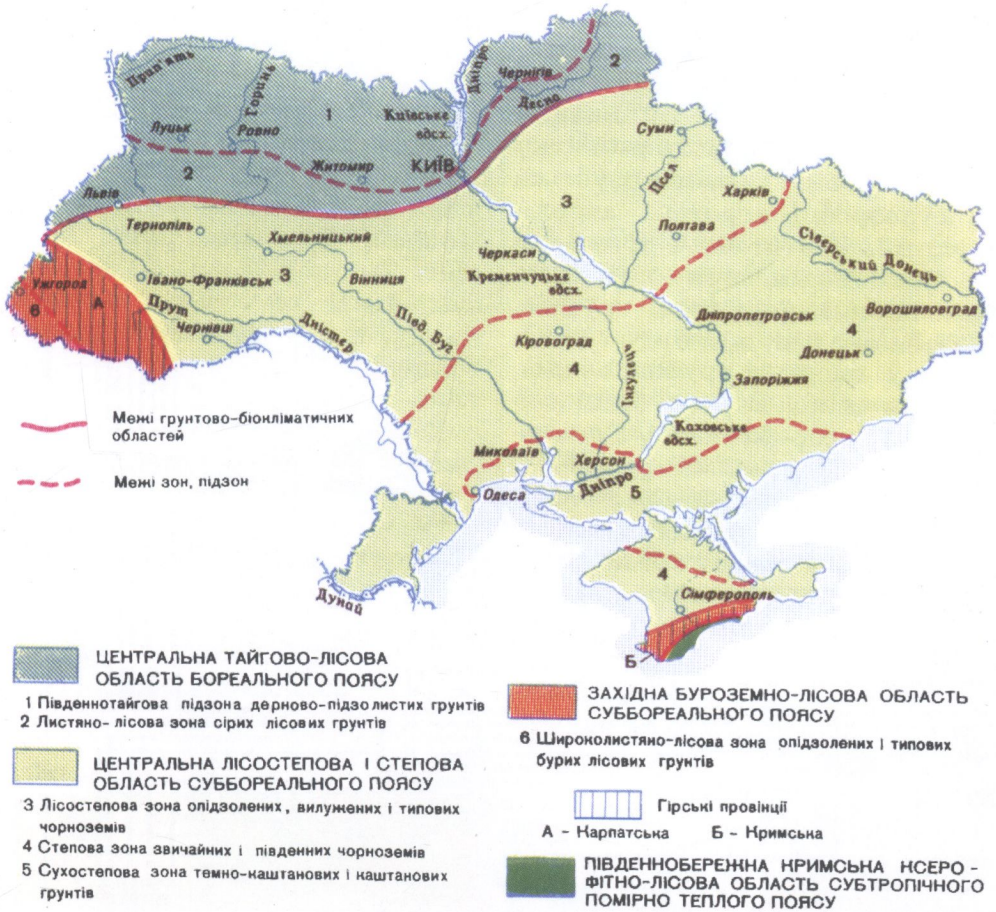 Прип'ять
Горинь
Дніпро
Чернігів
2
Десна
1
Київське
вдсх.
Луцьк
Ровно
Житомир
КИЇВ
2
Львів
Суми
Псел
Харків
3
Полтава
Тернопіль
Хмельницький
3
Вінниця
Черкаси
Кременчуцьке
вдсх.
Сіверський Донець
Ворошиловград
Ужгород
6
А
Івано-Франківськ
Прут
Чернівці
Дністер
Півд. Буг
Кіровоград
4
Інгулець
Дніпропетровськ
4
Донецьк
Запоріжжя
Каховське
вдсх.
Миколаїв
Херсон
Дніпро
5
Одеса
Дунай
4
Сімферополь
Б
Межі грунтово-біокліматичних
областей
Межі зон, підзон
ЦЕНТРАЛЬНА ТАЙГОВО-ЛІСОВА
ОБЛАСТЬ БОРЕАЛЬНОГО ПОЯСУ
1 Південнотайгова підзона дерново-підзолистих грунтів
2 Листяно-лісова зона сірих лісових грунтів
ЦЕНТРАЛЬНА ЛІСОСТЕПОВА І СТЕПОВА
ОБЛАСТЬ СУББОРЕАЛЬНОГО ПОЯСУ
3 Лісостепова зона опідзолених, вилужених і типових
чорноземів
4 Степова зона звичайних і південних чорноземів
5 Сухостепова зона темно-каштанових і каштанових
грунтів
ЗАХІДНА БУРОЗЕМНО-ЛІСОВА ОБЛАСТЬ
СУББОРЕАЛЬНОГО ПОЯСУ
6 Широколистяно-лісова зона опідзолених і типових
бурих лісових грунтів
Гірські провінції
А - Карпатська Б - Кримська
ПІВДЕННОБЕРЕЖНА КРИМСЬКА КСЕРО-
ФІТНО-ЛІСОВА ОБЛАСТЬ СУБТРОПІЧНОГО
ПОМІРНО ТЕПЛОГО ПОЯСУ